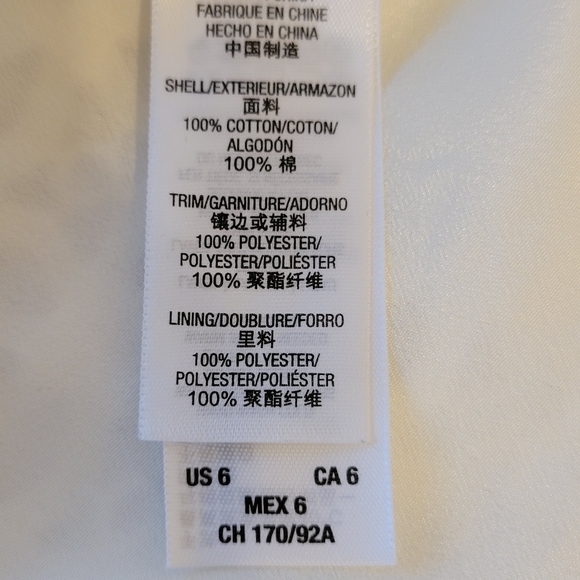 FABRIQUE EN CHINE
HECHO EN CHINA
中国制造
SHELL/EXTERIEUR/ARMAZON
面料
100% COTTON/COTON/
ALGODÓN
100% 棉
TRIM/GARNITURE/ADORNO
镶边或辅料
100% POLYESTER/
POLYESTER/POLIÉSTER
100% 聚酯纤维
LINING/DOUBLURE/FORRO
里料
100% POLYESTER/
POLYESTER/POLIÉSTER
100% 聚酯纤维
US 6 CA 6
MEX 6
CH 170/92A